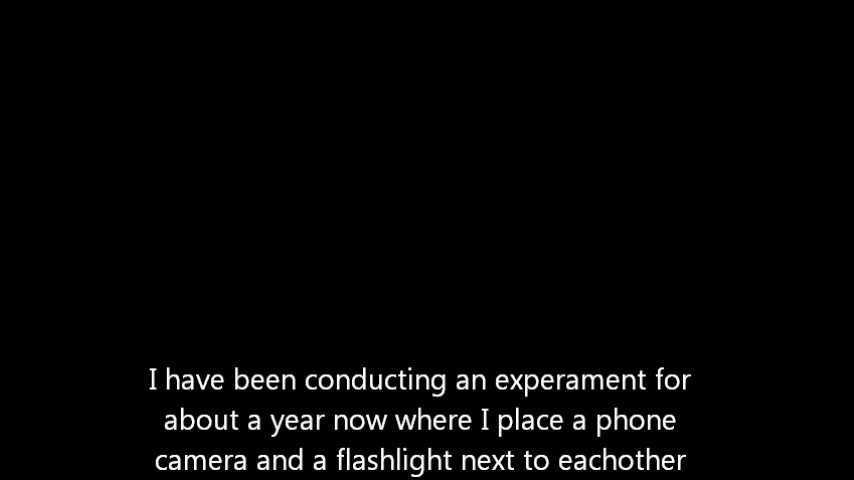 I have been conducting an experament for
about a year now where I place a phone
camera and a flashlight next to eachother